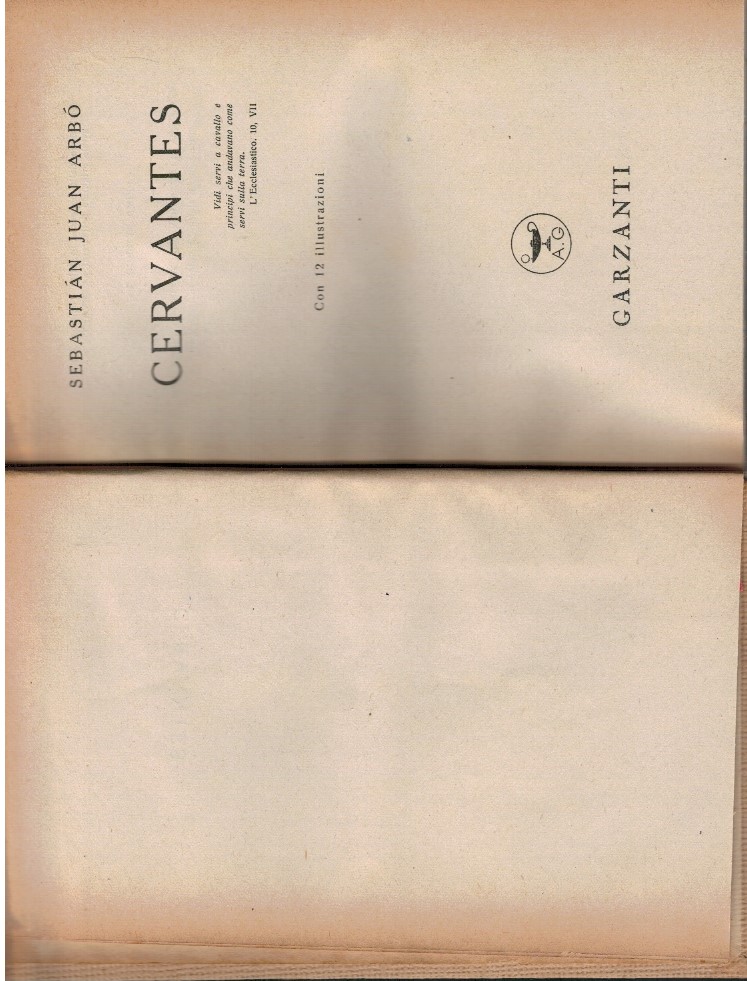 SEBASTIÁN JUAN ARBÓ
CERVANTES
Vidi servi a cavallo e
principi che andavano come
servi sulla terra.
L'Ecclesiastico, 10, VII
Con 12 illustrazioni
A.G
GARZANTI